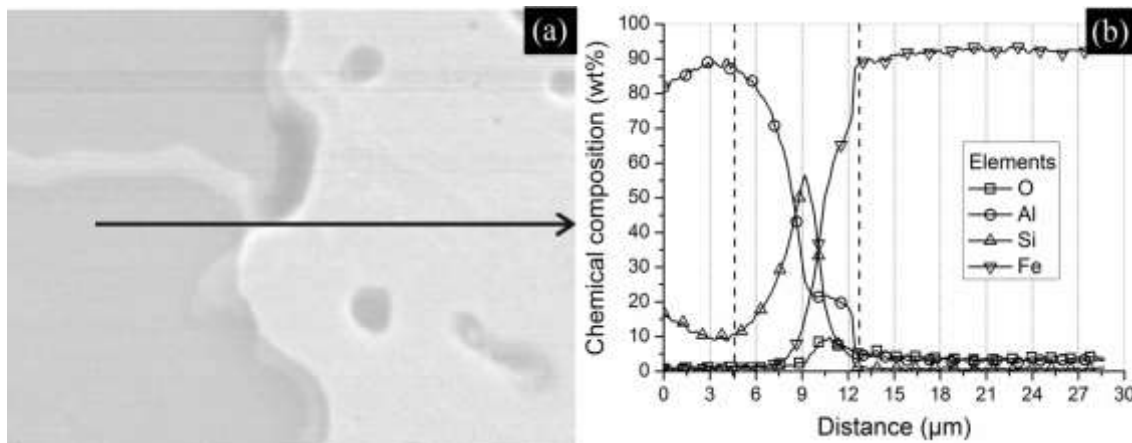 (a)
(b)
Chemical composition (wt%)
100
90
80
70
60
50
40
30
20
10
0
Elements
O
Al
Si
Fe
0 3 6 9 12 15 18 21 24 27 30
Distance (μm)